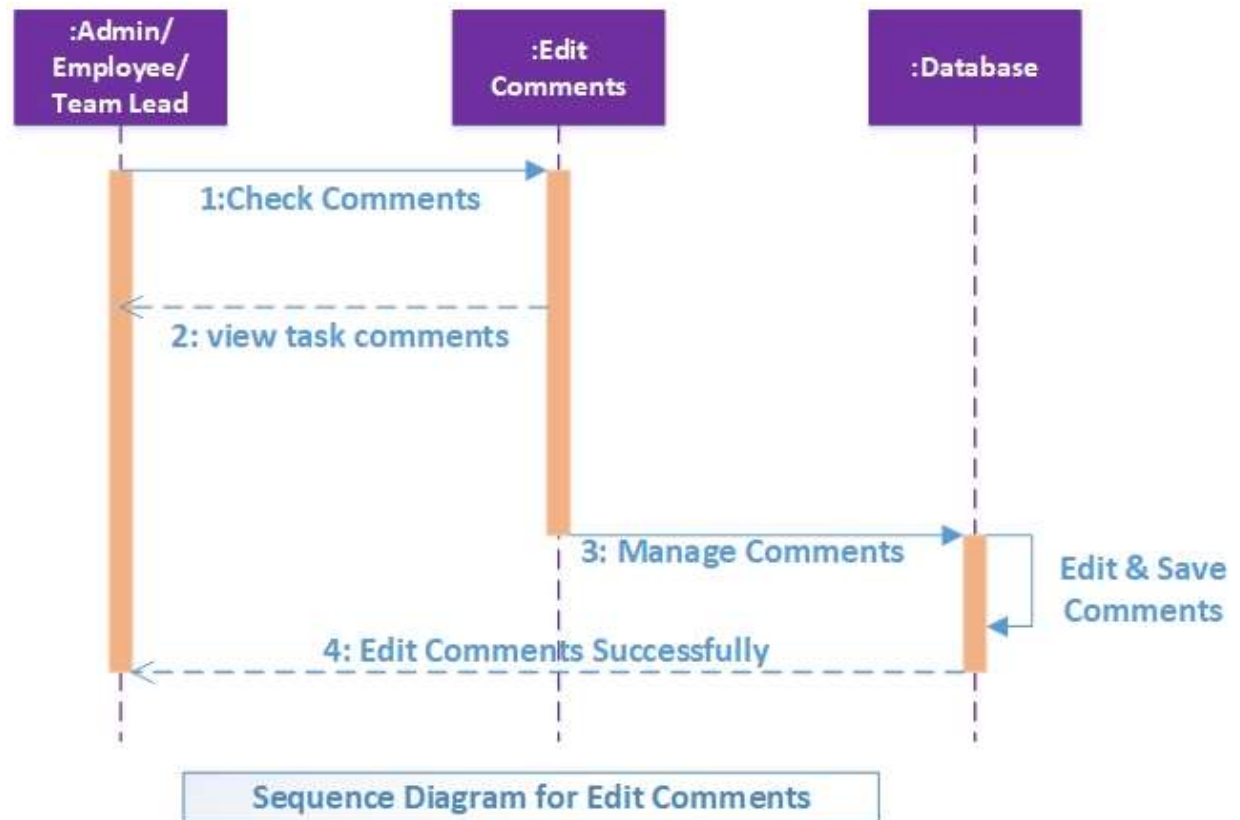 :Admin/
Employee/
Team Lead
:Edit
Comments
:Database
1:Check Comments
2: view task comments
3: Manage Comments
Edit & Save
Comments
4: Edit Comments Successfully
Sequence Diagram for Edit Comments